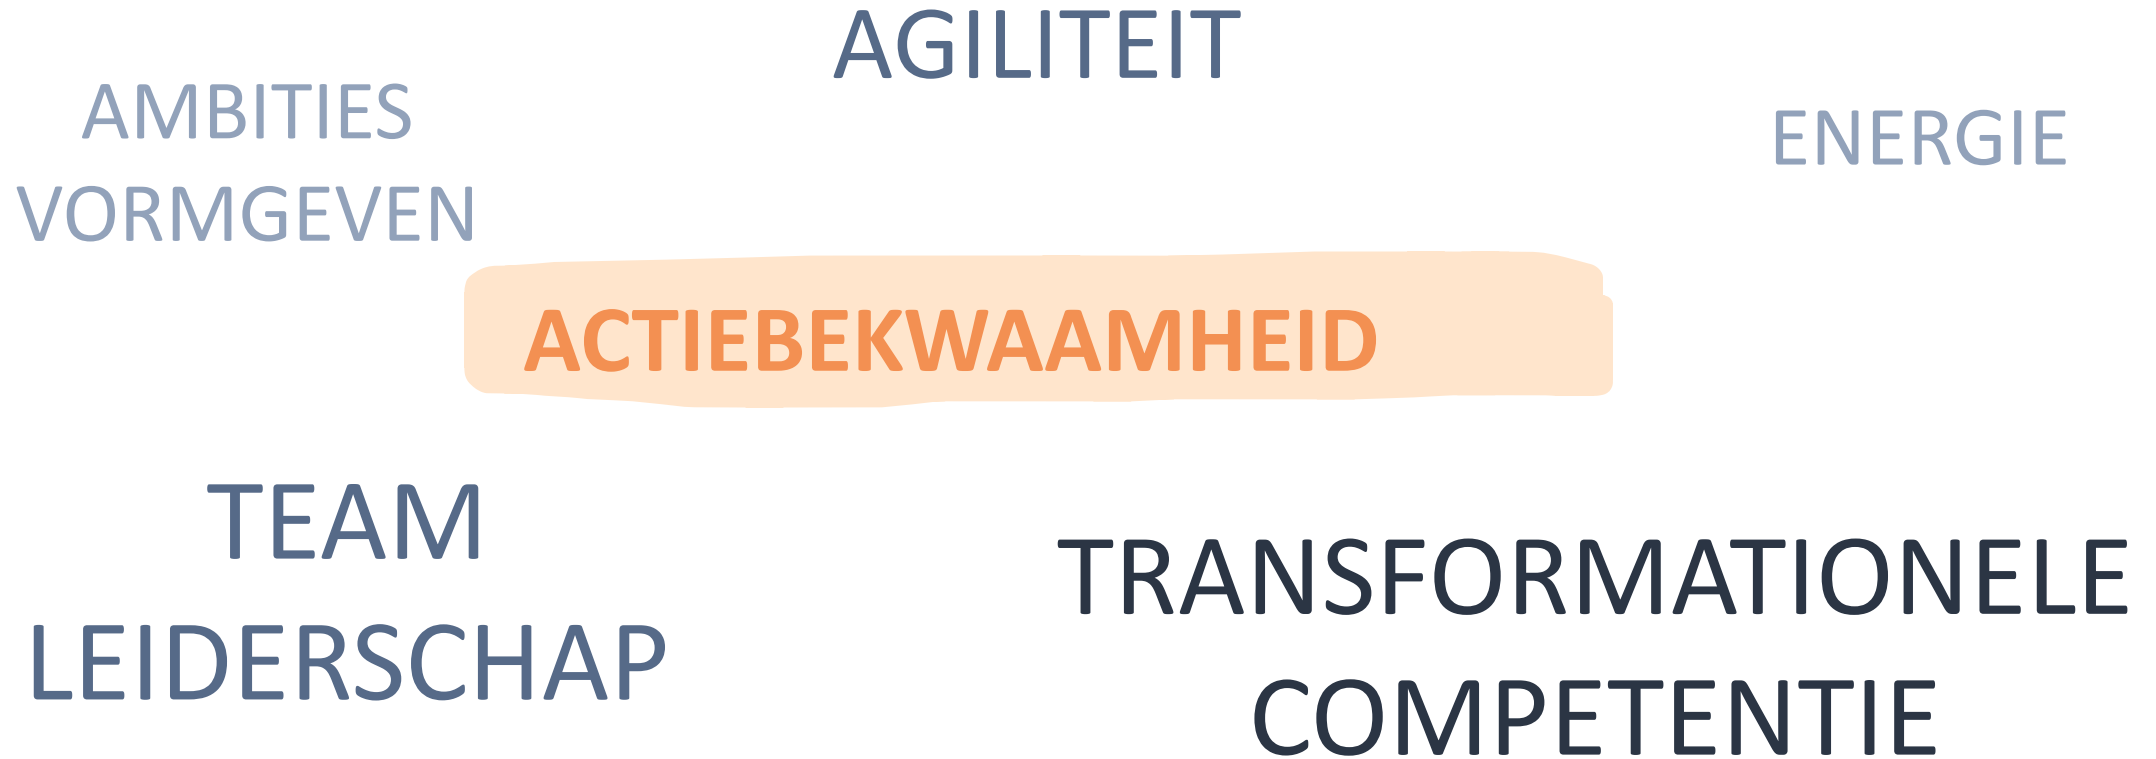 AGILITEIT
AMBITIES
VORMGEVEN
ENERGIE
ACTIEBEKWAAMHEID
TEAM
LEIDERSCHAP
TRANSFORMATIONELE
COMPETENTIE